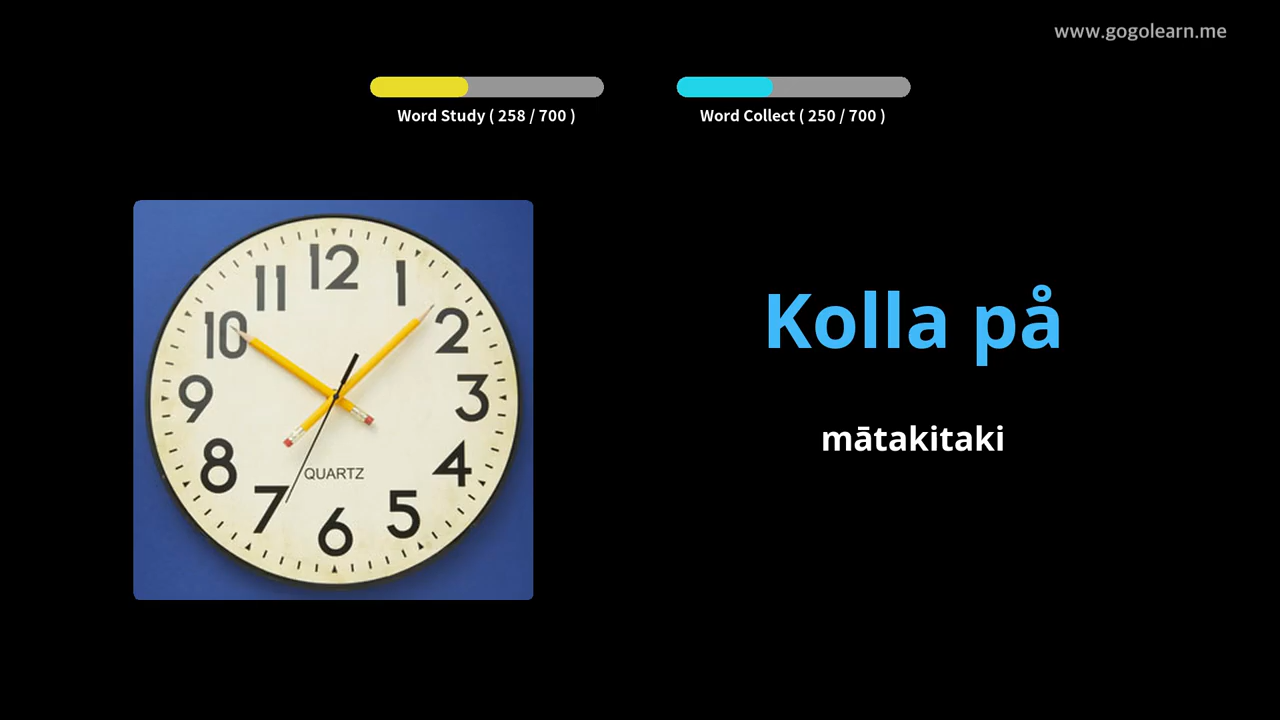 www.gogolearn.me
Word Study ( 258 / 700 )
Word Collect ( 250 / 700 )
12
11
1
10
2
9
3
8
4
7
5
6
QUARTZ
Kolla på
mātakitaki